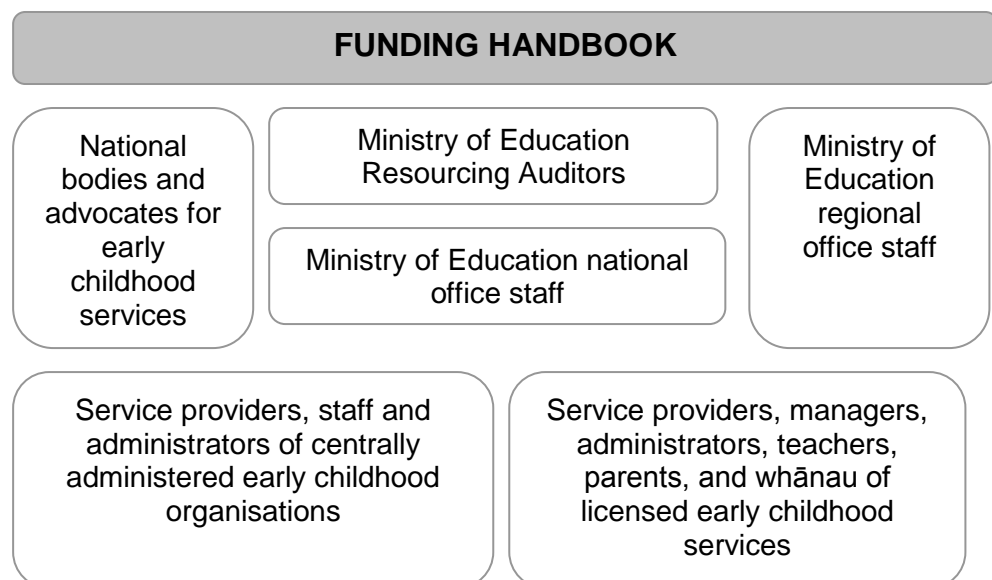 FUNDING HANDBOOK
National
bodies and
advocates for
early
childhood
services
Ministry of Education
Resourcing Auditors
Ministry of Education national
office staff
Ministry of
Education
regional
office staff
Service providers, staff and
administrators of centrally
administered early childhood
organisations
Service providers, managers,
administrators, teachers,
parents, and whānau of
licensed early childhood
services